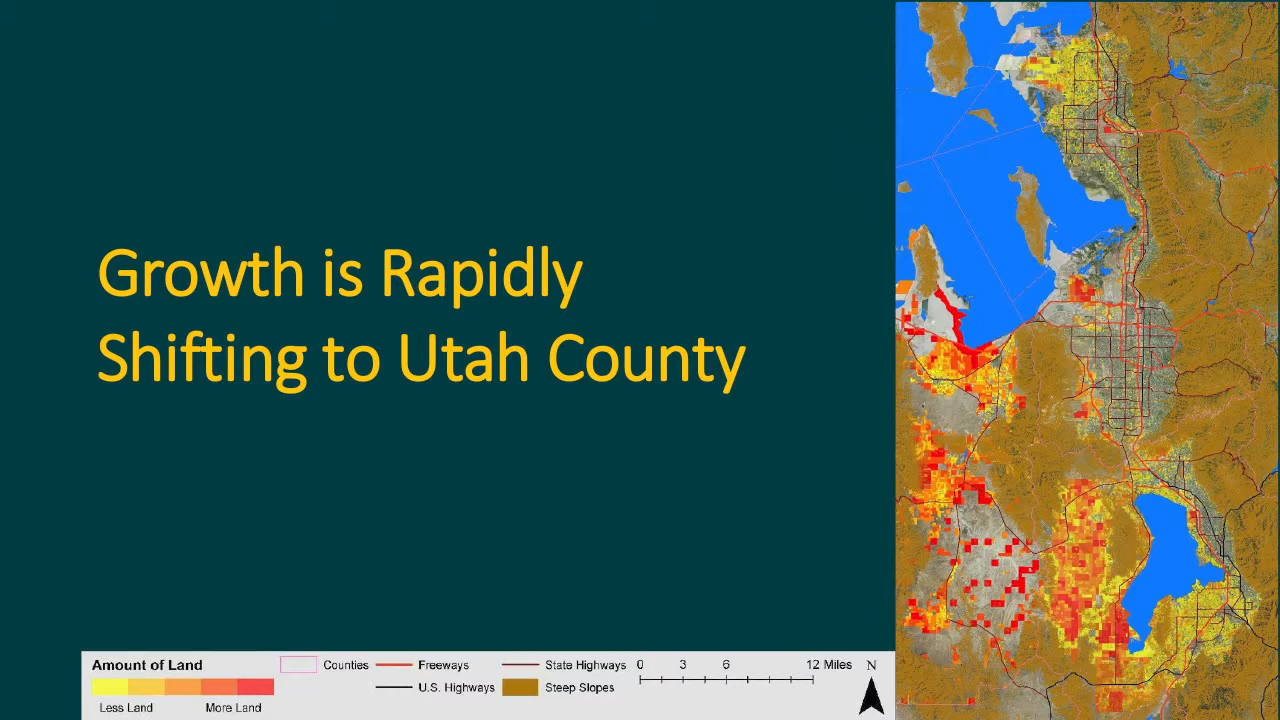 Growth is Rapidly
Shifting to Utah County
Amount of Land
Less Land More Land
Counties
Freeways
U.S. Highways
State Highways
Steep Slopes
0 3 6 12 Miles
N